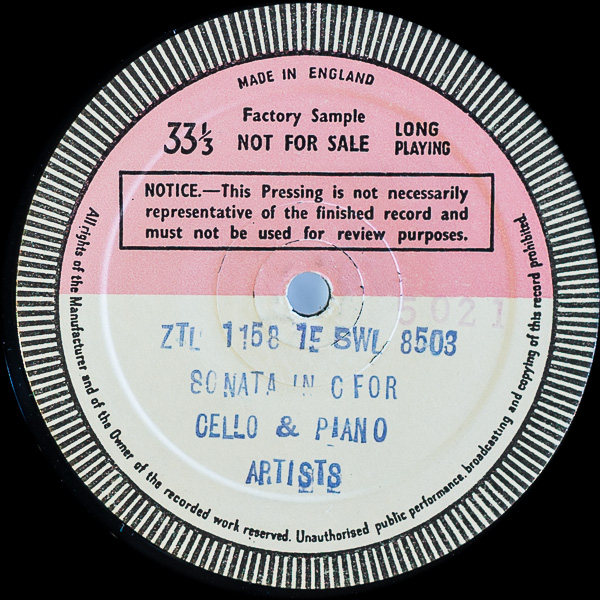 MADE IN ENGLAND
Factory Sample
33⅓ NOT FOR SALE LONG PLAYING
NOTICE.—This Pressing is not necessarily
representative of the finished record and
must not be used for review purposes.
5021
ZTL 1158 1E SWL 8503
SONATA IN C FOR
CELLO & PIANO
ARTISTS
All rights of the Manufacturer and of the Owner of the recorded work reserved. Unauthorised public performance, broadcasting and copying of this record prohibited.